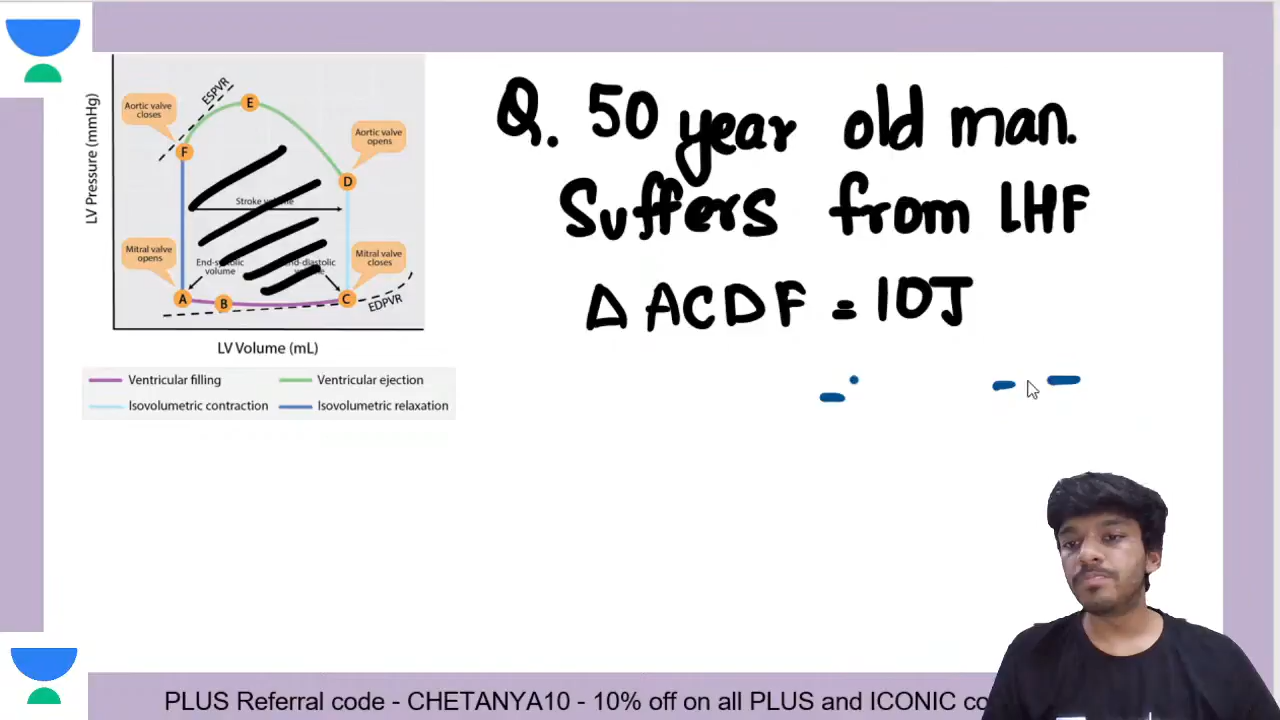 Q. 50 year old man.
Suffers from LHF
Δ ACDF = 10J
LV Pressure (mmHg)
Aortic valve
closes
ESPVR
E
Aortic valve
opens
F
D
Stroke
Mitral valve
opens
volume
Mitral valve
closes
A
B
C
EDPVR
LV Volume (mL)
Ventricular filling
Ventricular ejection
Isovolumetric contraction
Isovolumetric relaxation
PLUS Referral code - CHETANYA10 - 10% off on all PLUS and ICONIC co